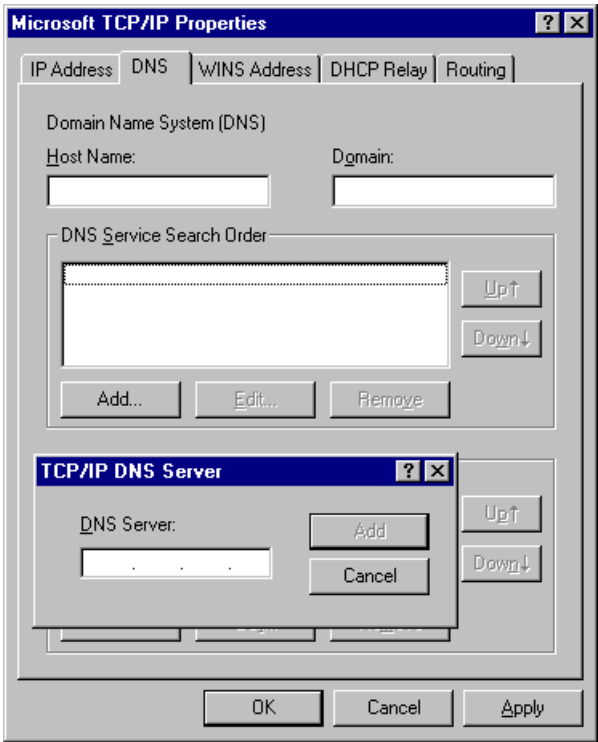 Microsoft TCP/IP Properties
IP Address DNS WINS Address DHCP Relay Routing
Domain Name System (DNS)
Host Name: Domain:
DNS Service Search Order
Up↑
Down↓
Add... Edit... Remove
TCP/IP DNS Server
DNS Server:
. . .
Add
Cancel
Up↑
Down↓
OK Cancel Apply